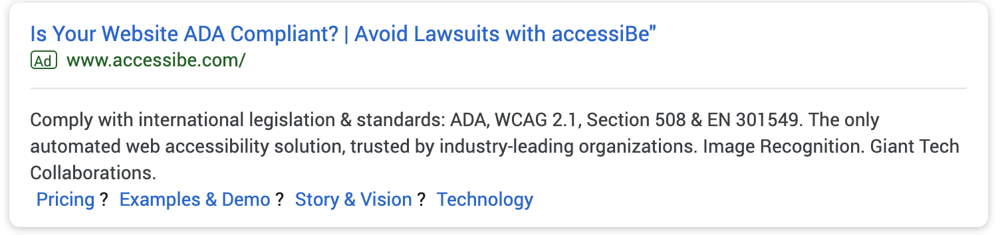 Is Your Website ADA Compliant? | Avoid Lawsuits with accessiBe"
Ad www.accessibe.com/
Comply with international legislation & standards: ADA, WCAG 2.1, Section 508 & EN 301549. The only
automated web accessibility solution, trusted by industry-leading organizations. Image Recognition. Giant Tech
Collaborations.
Pricing ? Examples & Demo ? Story & Vision ? Technology